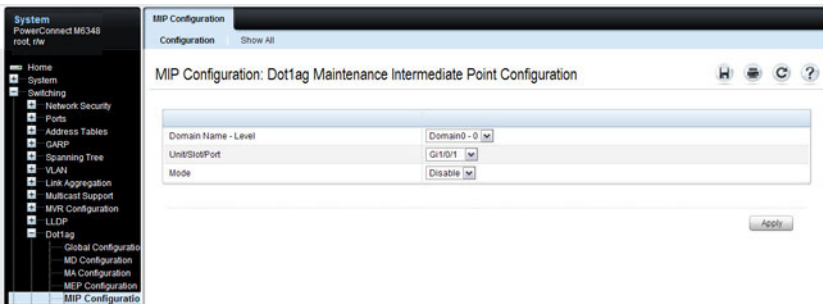 System
PowerConnect M6348
root, r/w
Home
System
Switching
Network Security
Ports
Address Tables
GARP
Spanning Tree
VLAN
Link Aggregation
Multicast Support
MVR Configuration
LLDP
Dot1ag
Global Configuratio
MD Configuration
MA Configuration
MEP Configuration
MIP Configuratio
MIP Configuration
Configuration Show All
MIP Configuration: Dot1ag Maintenance Intermediate Point Configuration
Domain Name - Level Domain0 - 0
Unit/Slot/Port Gi1/0/1
Mode Disable
Apply